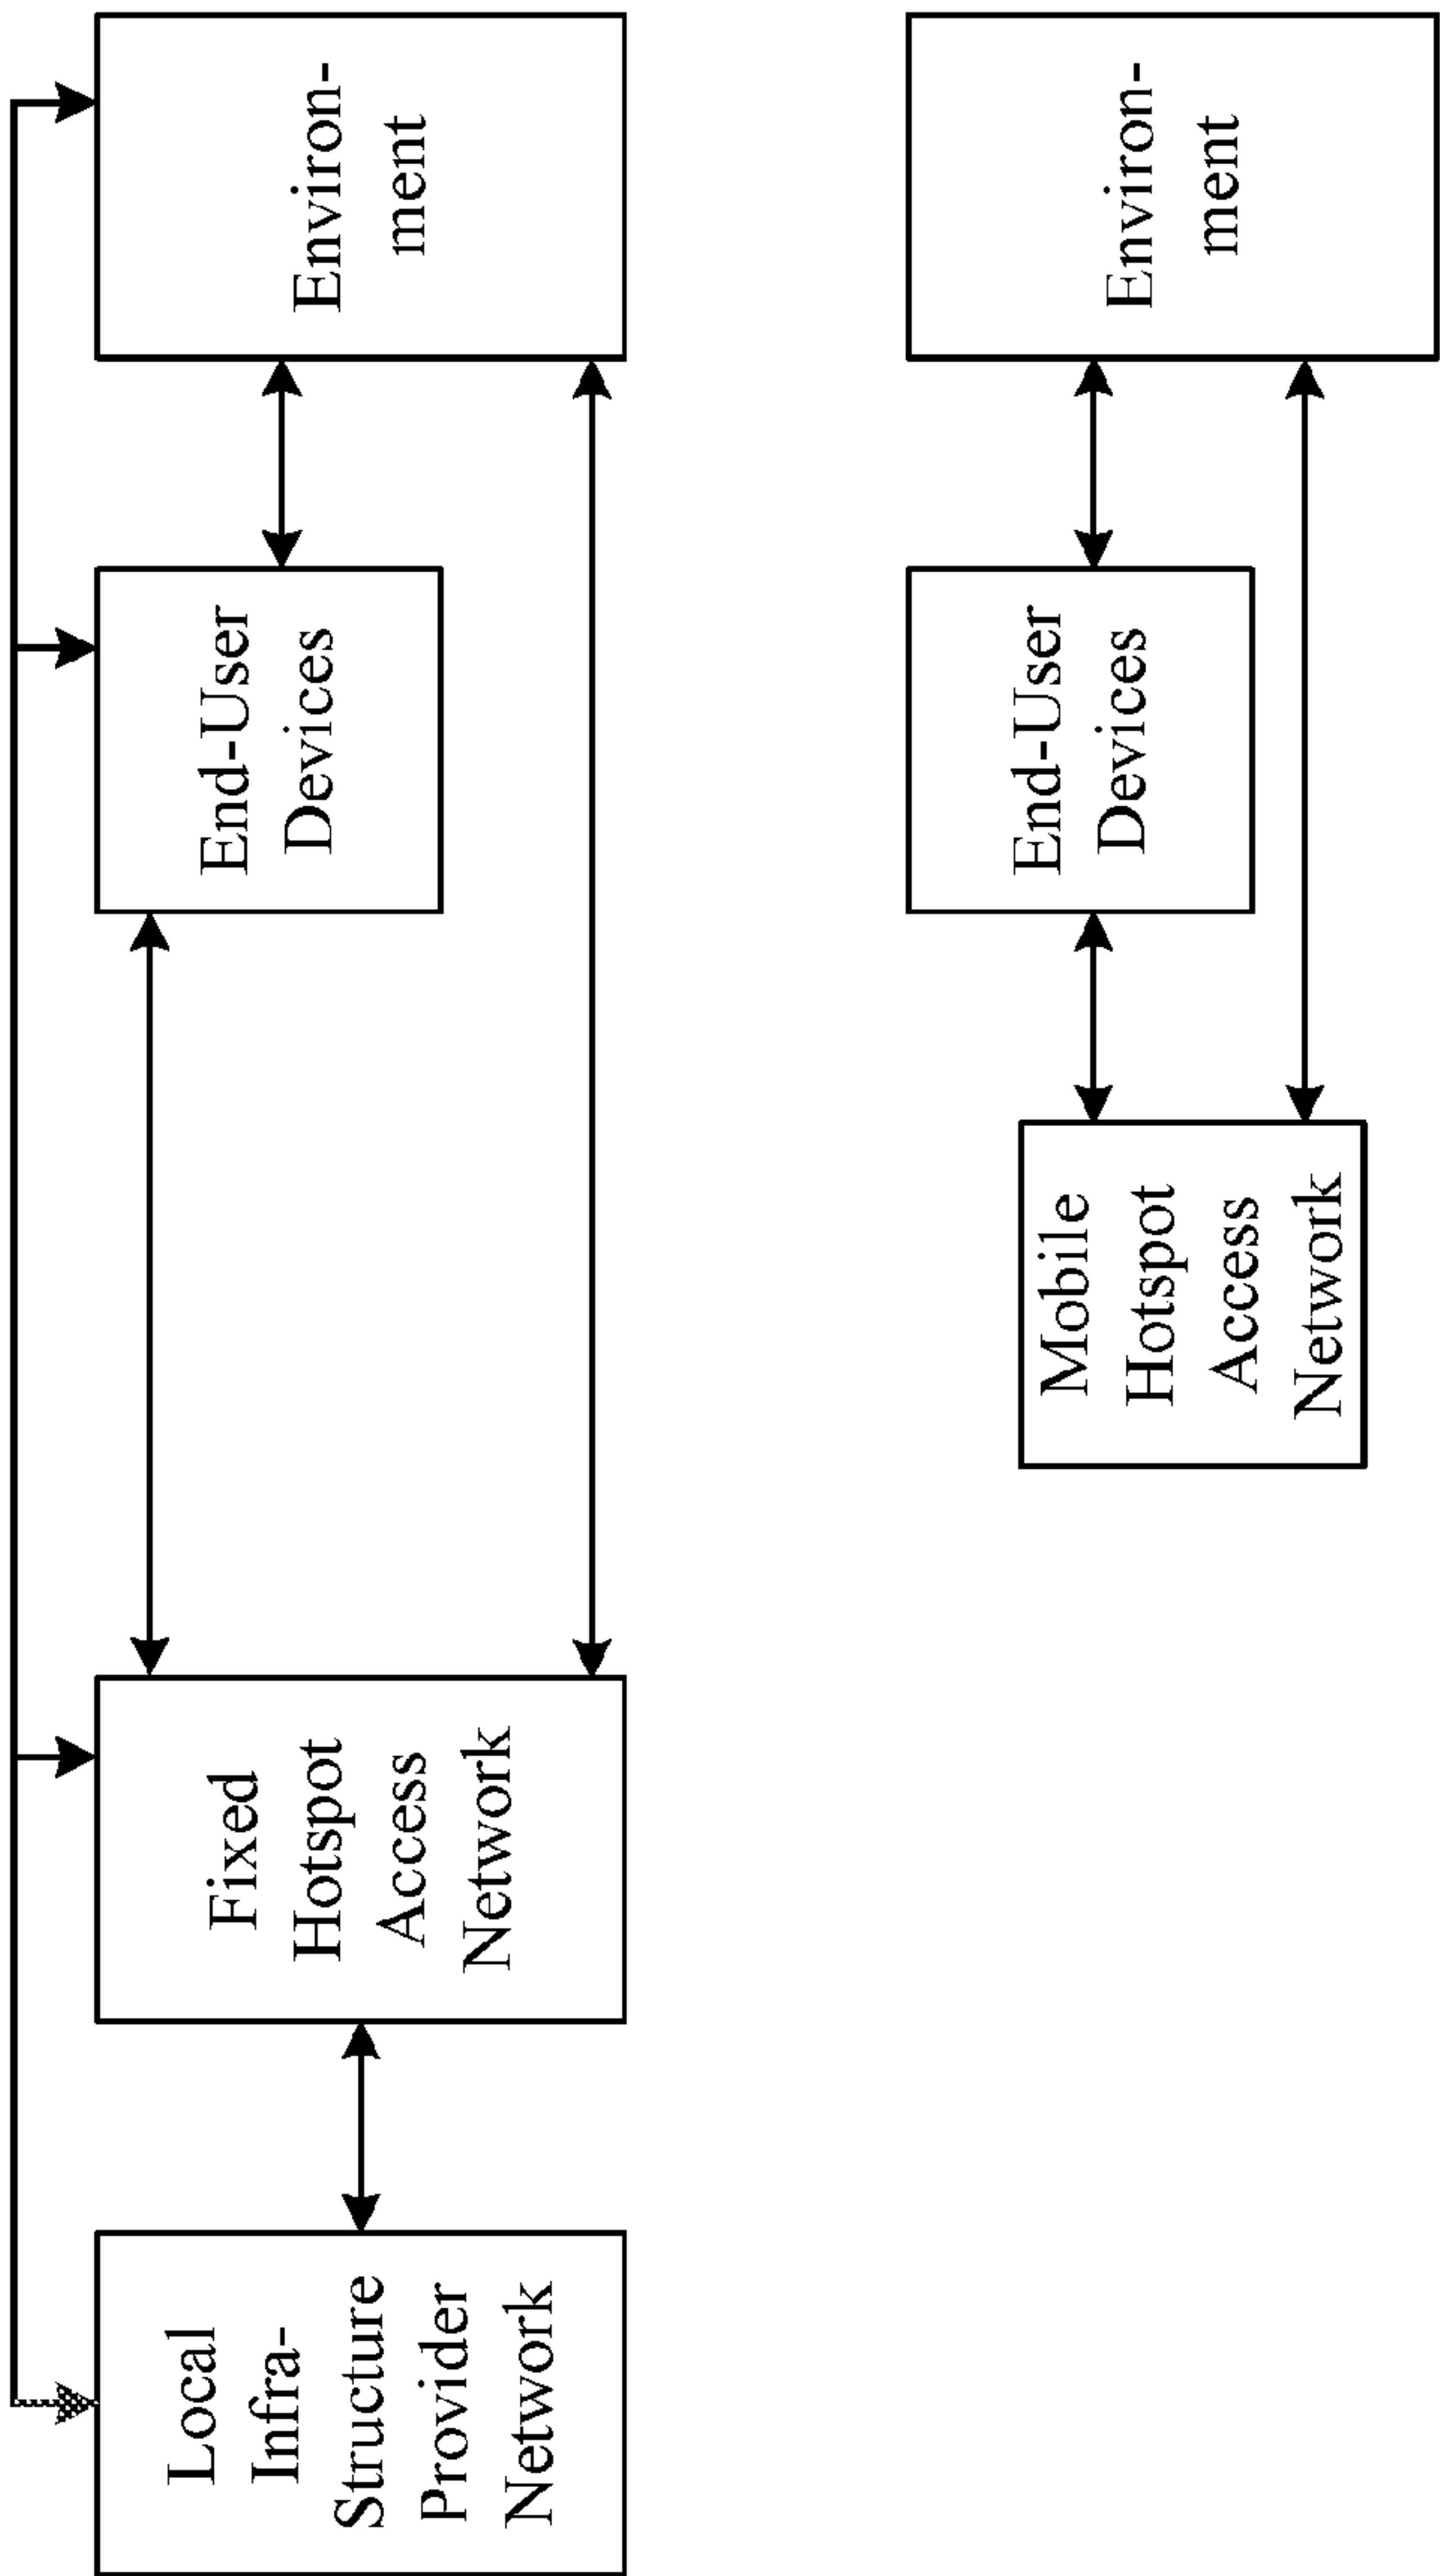 Local
Infra-
Structure
Provider
Network
Fixed
Hotspot
Access
Network
End-User
Devices
Environ-
ment
Mobile
Hotspot
Access
Network
End-User
Devices
Environ-
ment